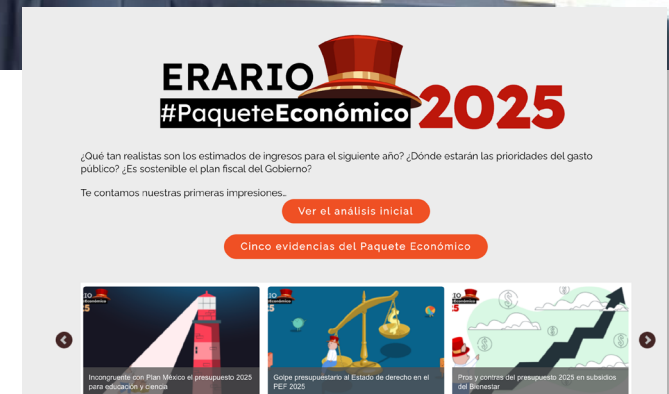 ERARIO
#PaqueteEconómico 2025
¿Qué tan realistas son los estimados de ingresos para el siguiente año? ¿Dónde estarán las prioridades del gasto
público? ¿Es sostenible el plan fiscal del Gobierno?
Te contamos nuestras primeras impresiones...
Ver el análisis inicial
Cinco evidencias del Paquete Económico
Incongruente con Plan México el presupuesto 2025
para educación y ciencia
Golpe presupuestario al Estado de derecho en el
PEF 2025
ERARIO
Pros y contras del presupuesto 2025 en subsidios
del Bienestar